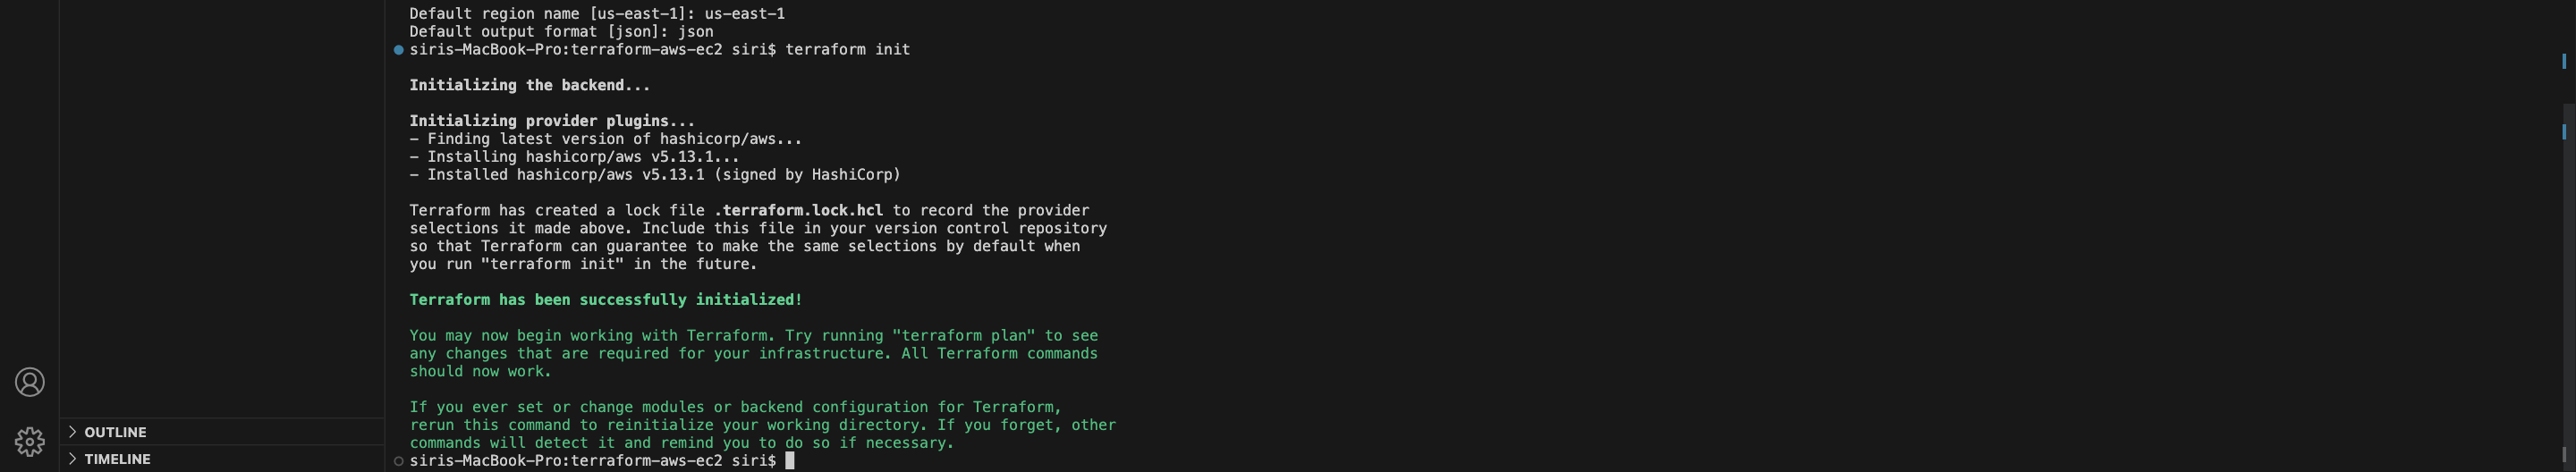 Default region name [us-east-1]: us-east-1
Default output format [json]: json
siris-MacBook-Pro:terraform-aws-ec2 siri$ terraform init
Initializing the backend...
Initializing provider plugins...
- Finding latest version of hashicorp/aws...
- Installing hashicorp/aws v5.13.1...
- Installed hashicorp/aws v5.13.1 (signed by HashiCorp)
Terraform has created a lock file .terraform.lock.hcl to record the provider
selections it made above. Include this file in your version control repository
so that Terraform can guarantee to make the same selections by default when
you run "terraform init" in the future.
Terraform has been successfully initialized!
You may now begin working with Terraform. Try running "terraform plan" to see
any changes that are required for your infrastructure. All Terraform commands
should now work.
If you ever set or change modules or backend configuration for Terraform,
rerun this command to reinitialize your working directory. If you forget, other
commands will detect it and remind you to do so if necessary.
siris-MacBook-Pro:terraform-aws-ec2 siri$
OUTLINE
TIMELINE